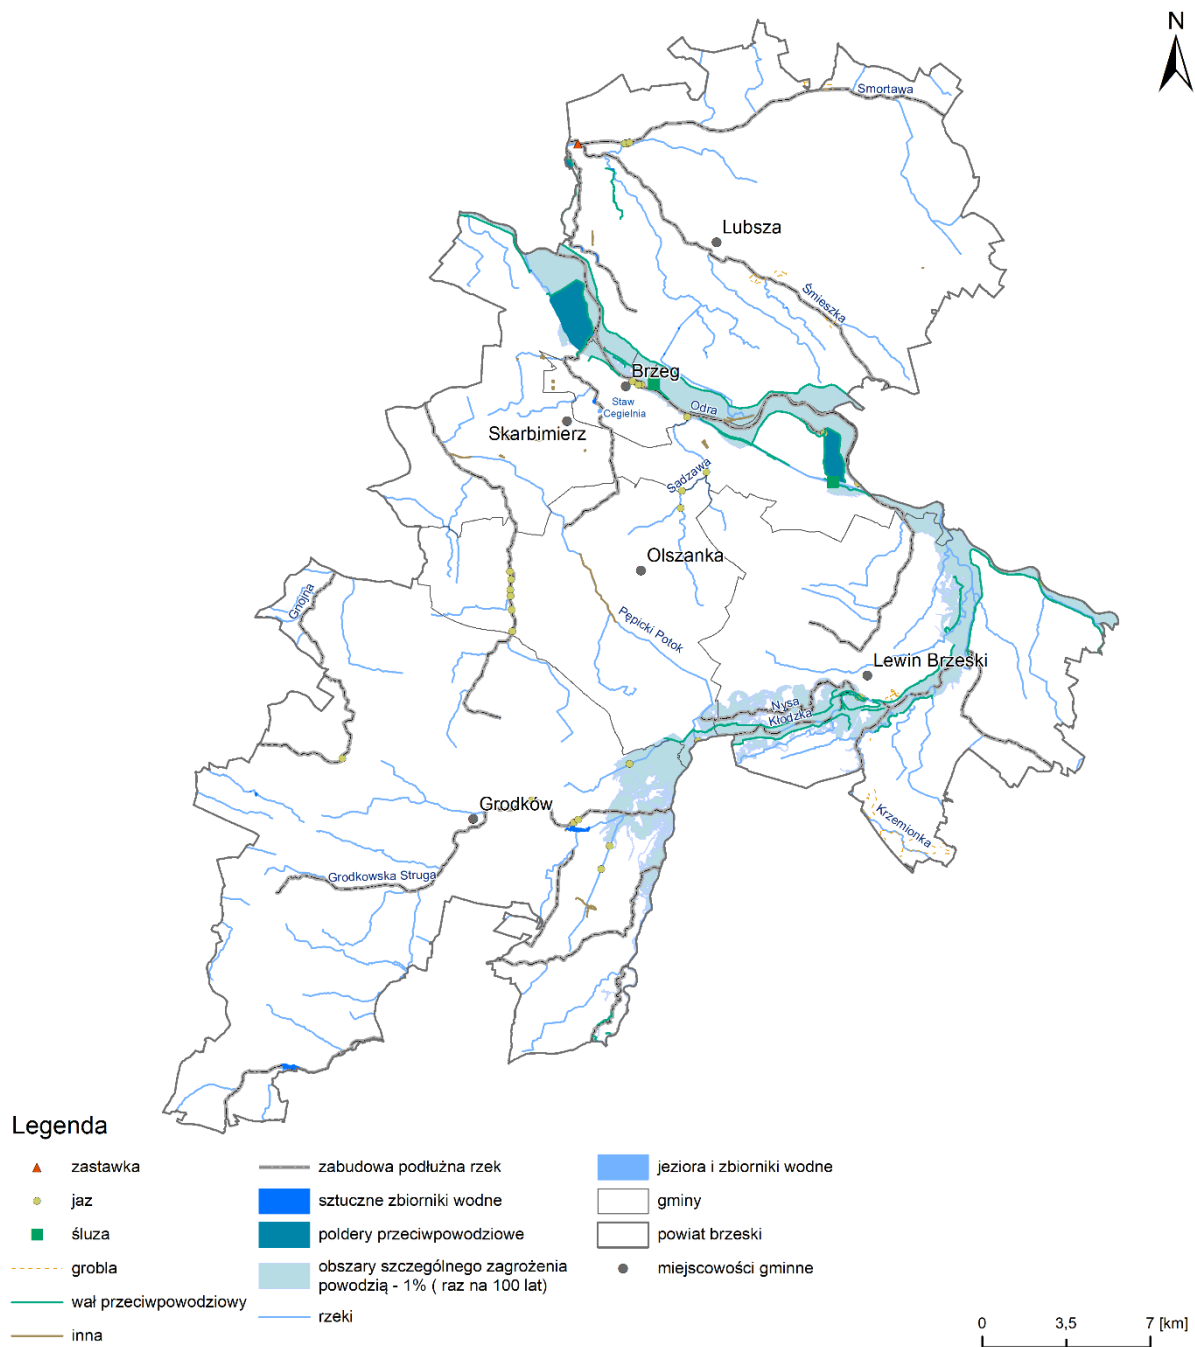 N
Smortawa
Lubsza
Śmieszka
Brzeg
Staw
Cegielnia
Odra
Skarbimierz
Sadzawa
Olszanka
Gnojna
Pępicki Potok
Lewin Brzeski
Nysa
Kłodzka
Grodków
Krzemionka
Grodkowska Struga
Legenda
zastawka
jaz
śluza
grobla
wał przeciwpowodziowy
inna
zabudowa podłużna rzek
sztuczne zbiorniki wodne
poldery przeciwpowodziowe
obszary szczególnego zagrożenia
powodzią - 1% ( raz na 100 lat)
rzeki
jeziora i zbiorniki wodne
gminy
powiat brzeski
miejscowości gminne
0 3,5 7 [km]